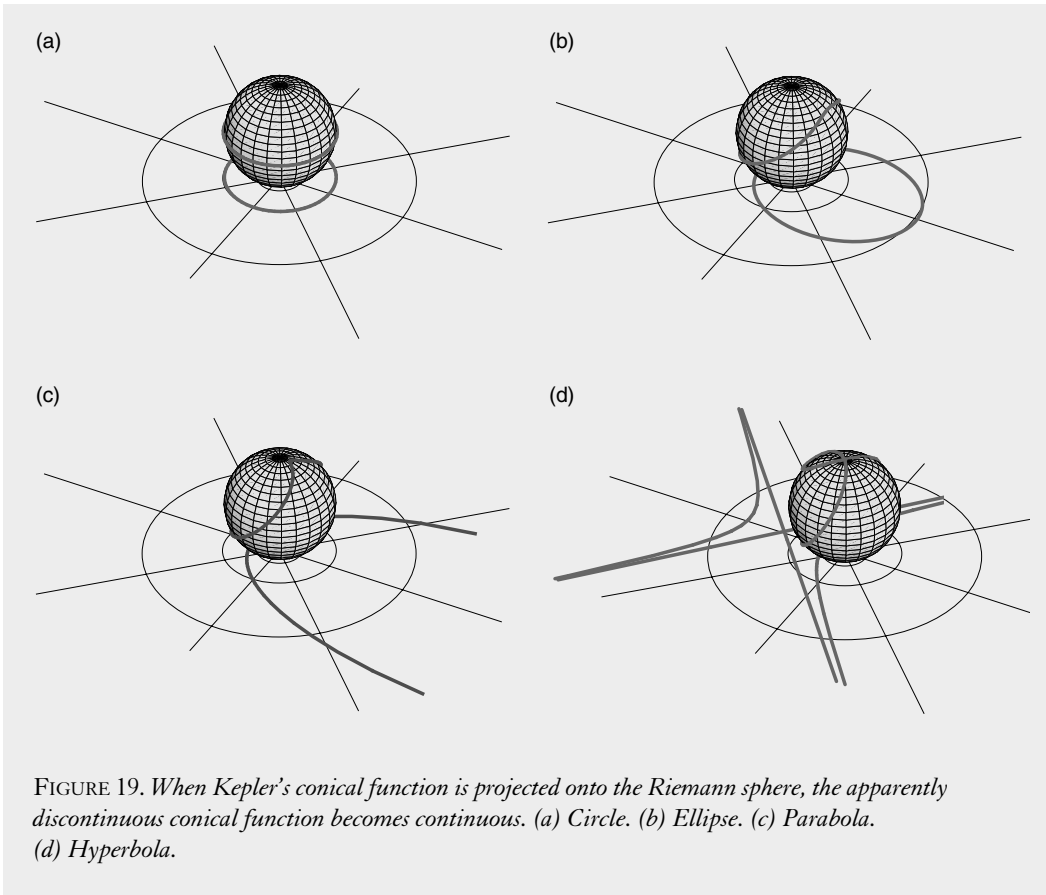 (a)
(b)
(c)
(d)
FIGURE 19. When Kepler's conical function is projected onto the Riemann sphere, the apparently
discontinuous conical function becomes continuous. (a) Circle. (b) Ellipse. (c) Parabola.
(d) Hyperbola.